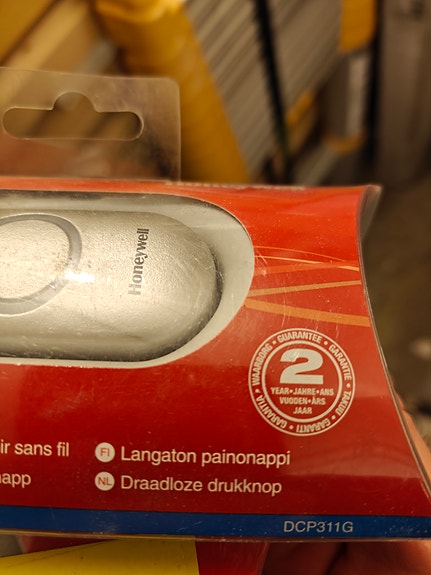 Honeywell
WAARBORG • GUARANTEE • GARANTIE • TAKUU • GARANTI • GARANTIA
2
YEAR•JAHRE•ANS
VUODEN•ÅRS
JAAR
ir sans fil
FI Langaton painonappi
napp
NL Draadloze drukknop
DCP311G